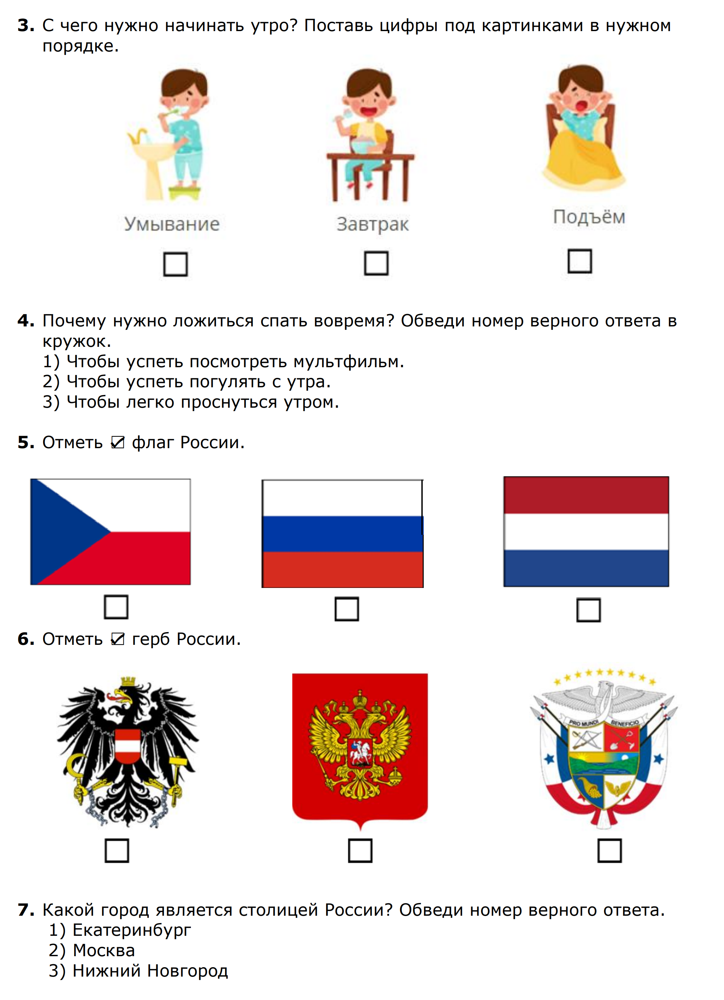 3. С чего нужно начинать утро? Поставь цифры под картинками в нужном
порядке.
Умывание
Завтрак
Подъём
4. Почему нужно ложиться спать вовремя? Обведи номер верного ответа в
кружок.
1) Чтобы успеть посмотреть мультфильм.
2) Чтобы успеть погулять с утра.
3) Чтобы легко проснуться утром.
5. Отметь ☑ флаг России.
6. Отметь ☑ герб России.
PRO MUNDI BENEFICIO
7. Какой город является столицей России? Обведи номер верного ответа.
1) Екатеринбург
2) Москва
3) Нижний Новгород